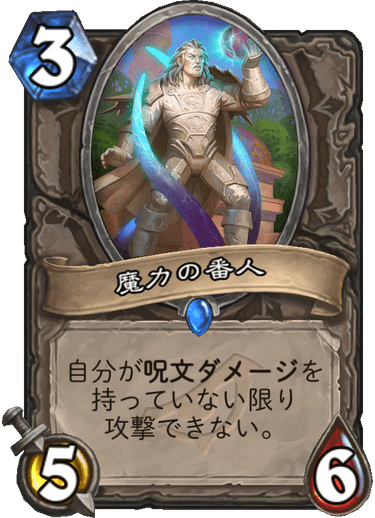 3
魔力の番人
自分が呪文ダメージを
持っていない限り
攻撃できない。
5
6